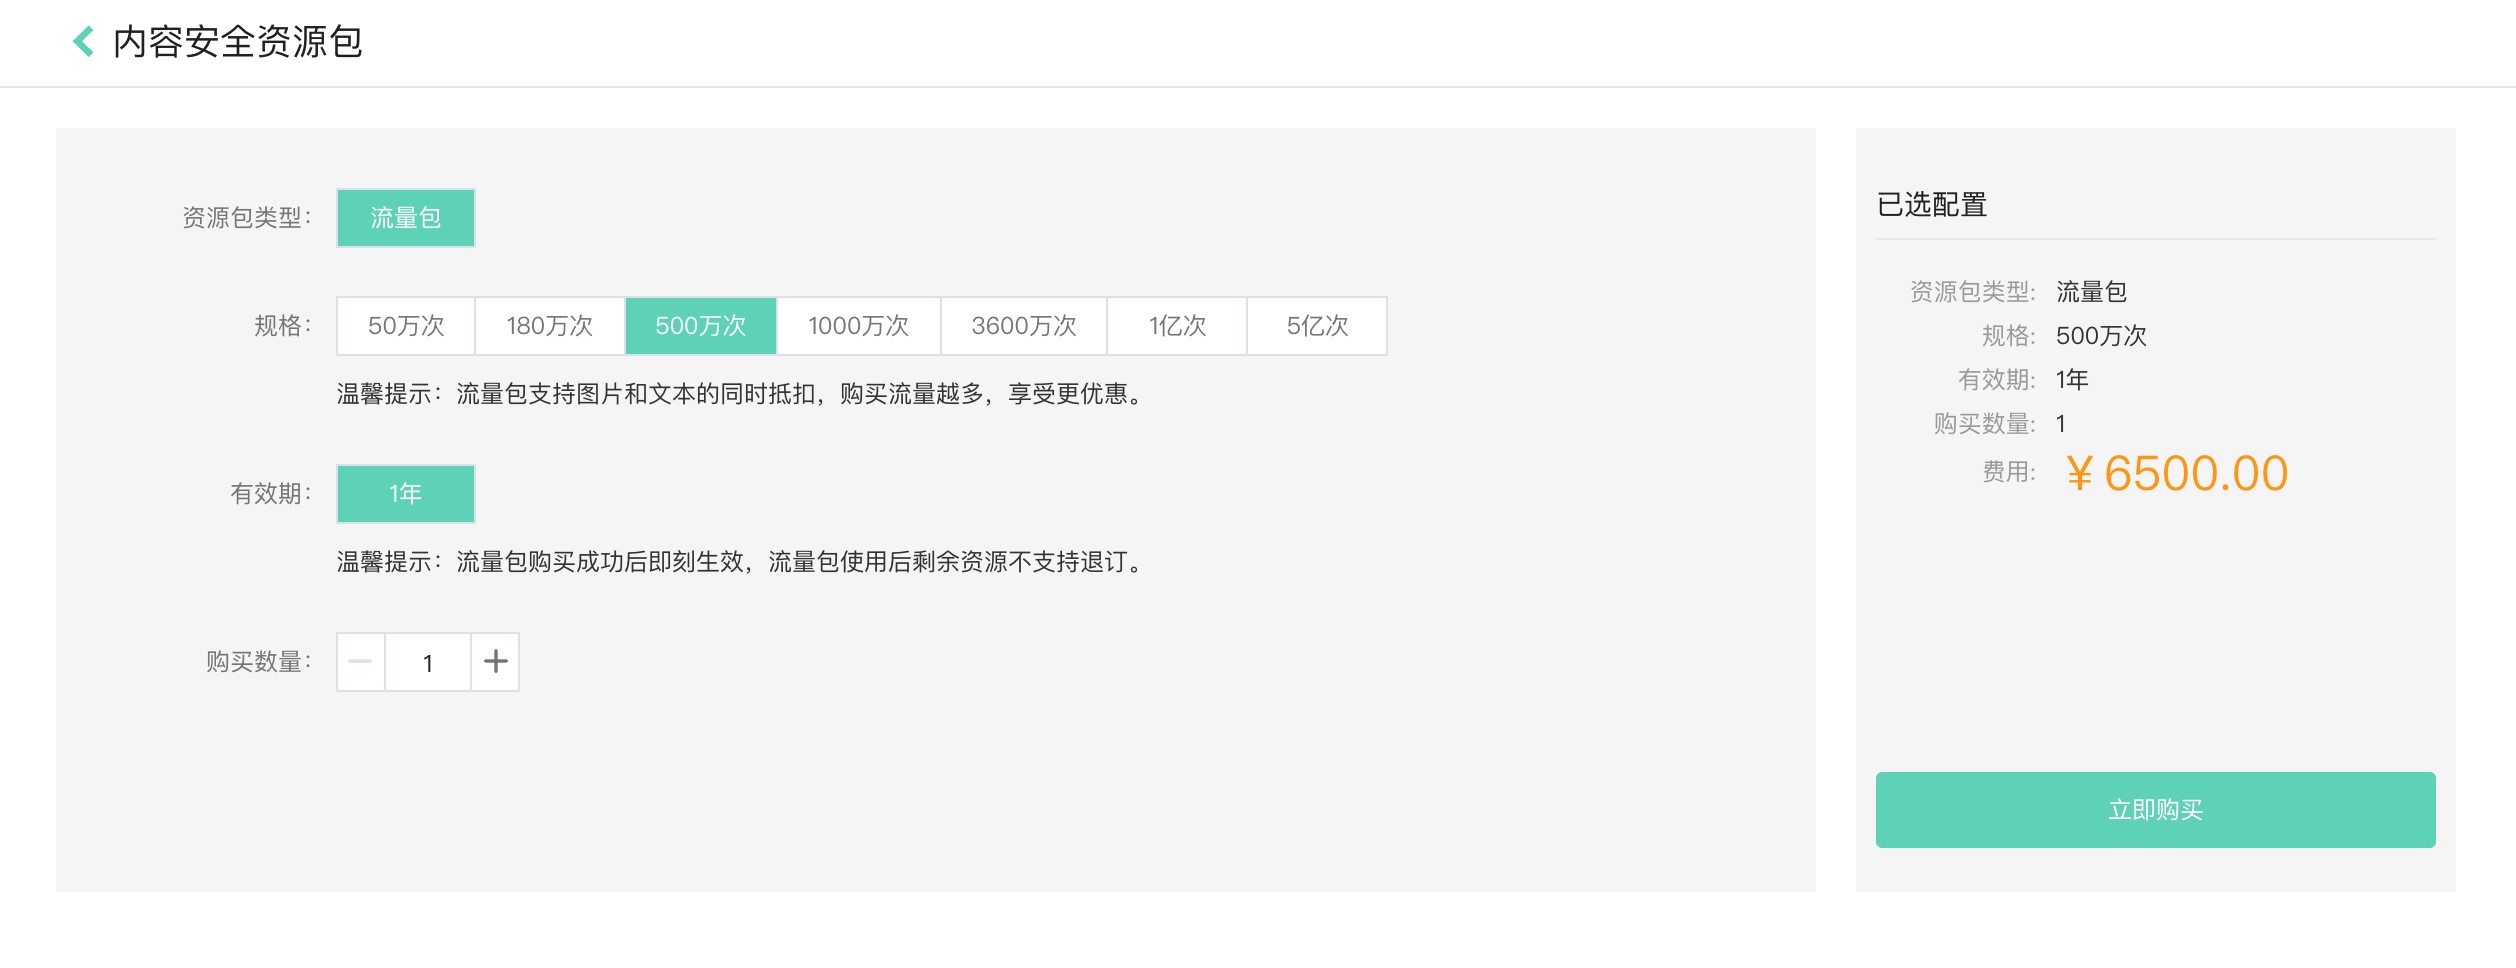 内容安全资源包
资源包类型：
流量包
规格：
50万次
180万次
500万次
1000万次
3600万次
1亿次
5亿次
温馨提示：流量包支持图片和文本的同时抵扣，购买流量越多，享受更优惠。
有效期：
1年
温馨提示：流量包购买成功后即刻生效，流量包使用后剩余资源不支持退订。
购买数量：
1
已选配置
资源包类型: 流量包
规格: 500万次
有效期: 1年
购买数量: 1
费用: ￥6500.00
立即购买